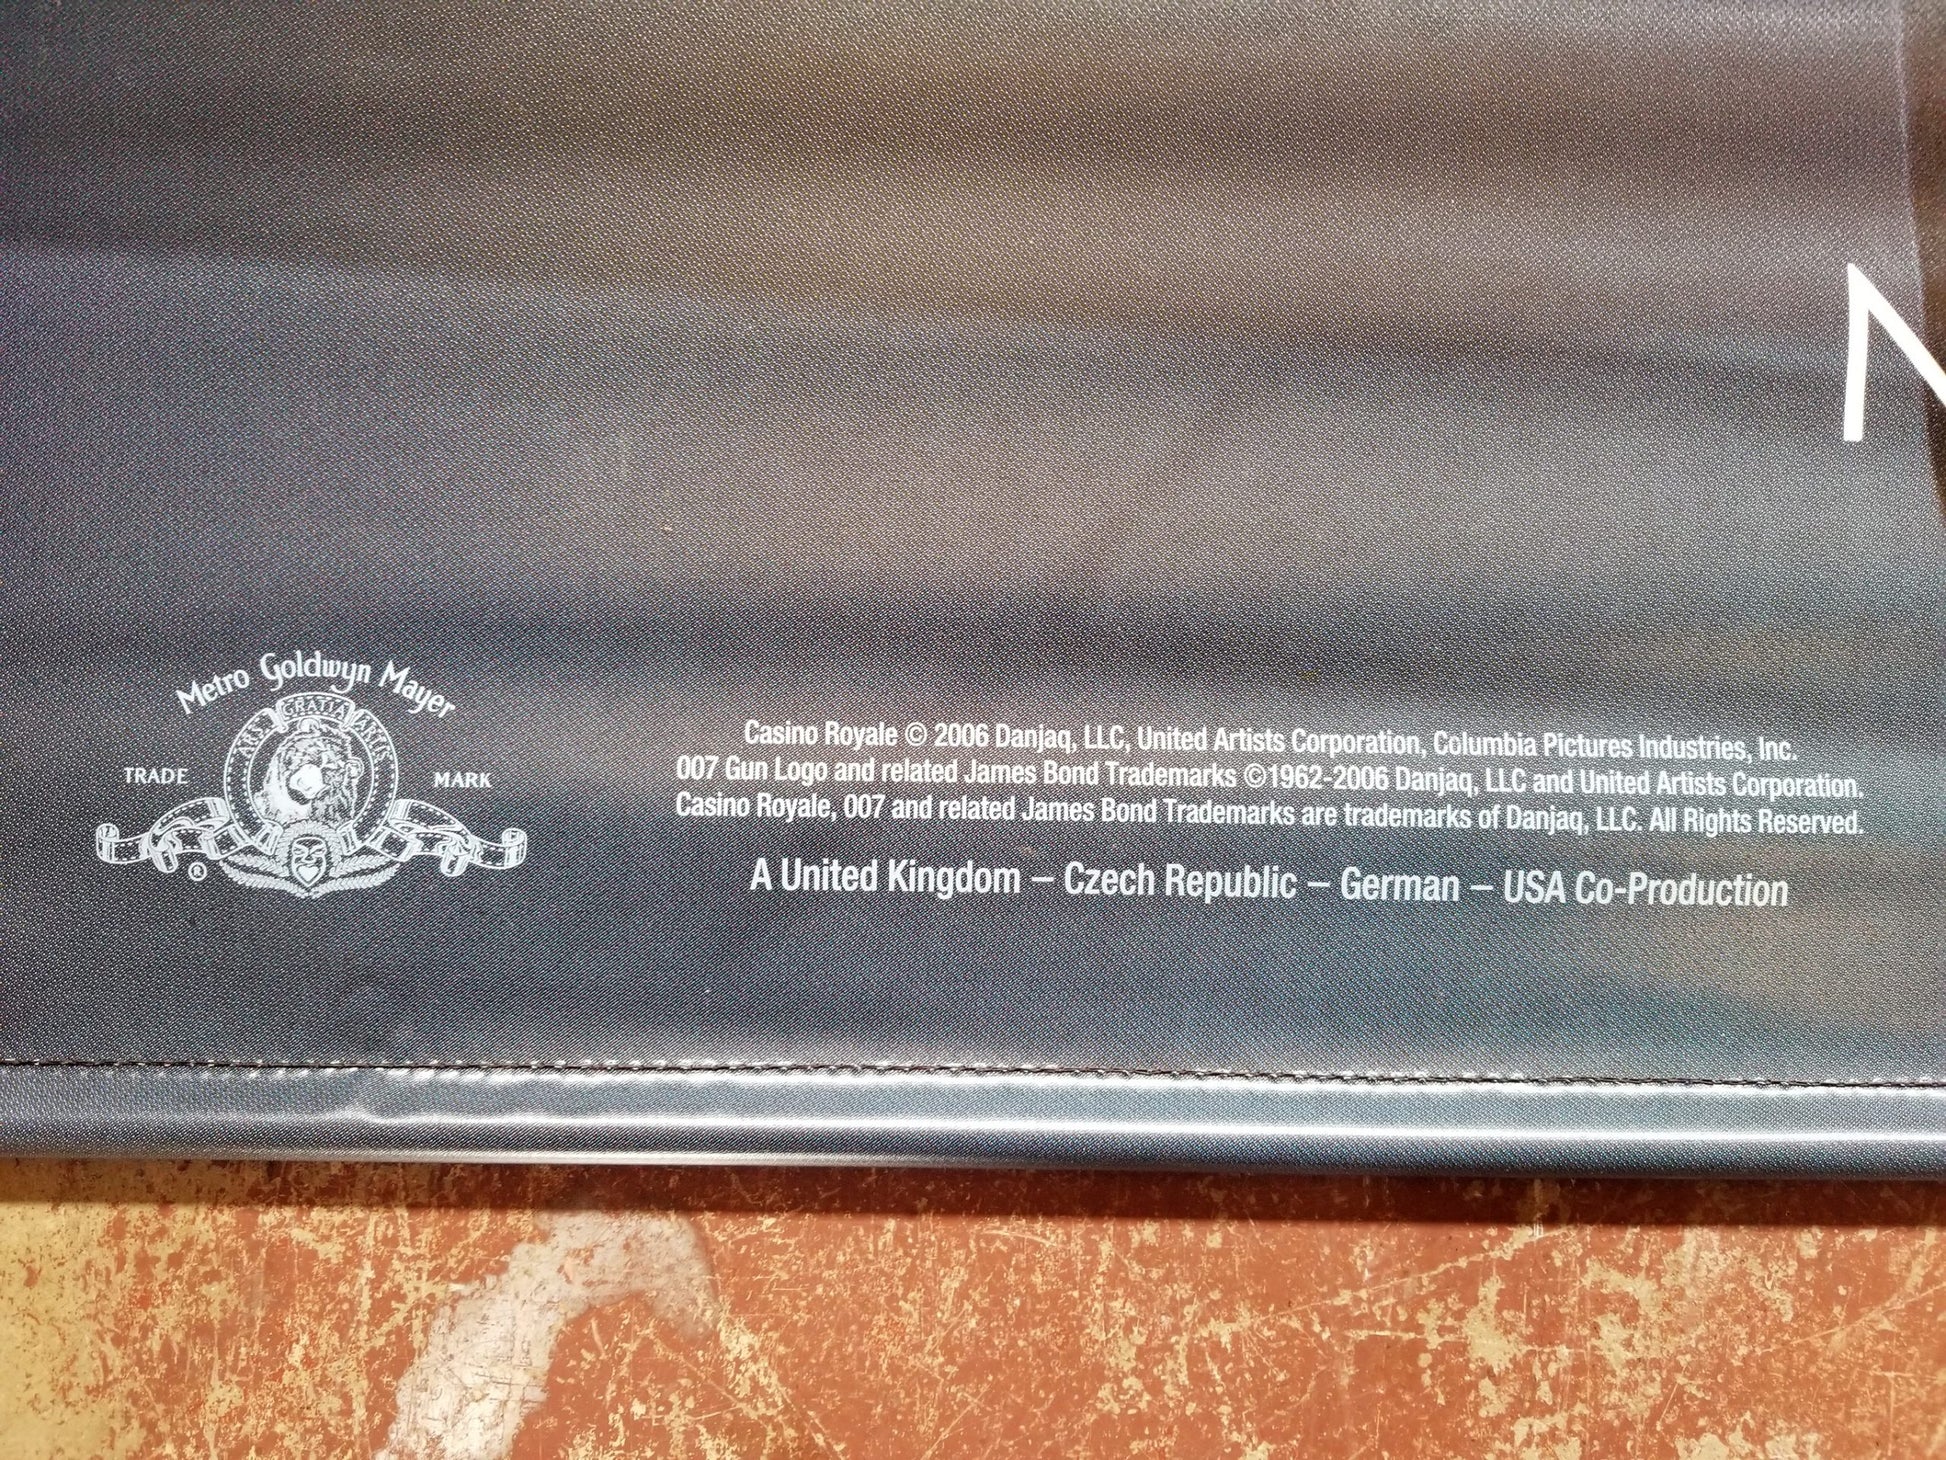 Metro Goldwyn Mayer
ARS GRATIA ARTIS
TRADE MARK
®
Casino Royale © 2006 Danjaq, LLC, United Artists Corporation, Columbia Pictures Industries, Inc.
007 Gun Logo and related James Bond Trademarks ©1962-2006 Danjaq, LLC and United Artists Corporation.
Casino Royale, 007 and related James Bond Trademarks are trademarks of Danjaq, LLC. All Rights Reserved.
A United Kingdom – Czech Republic – German – USA Co-Production